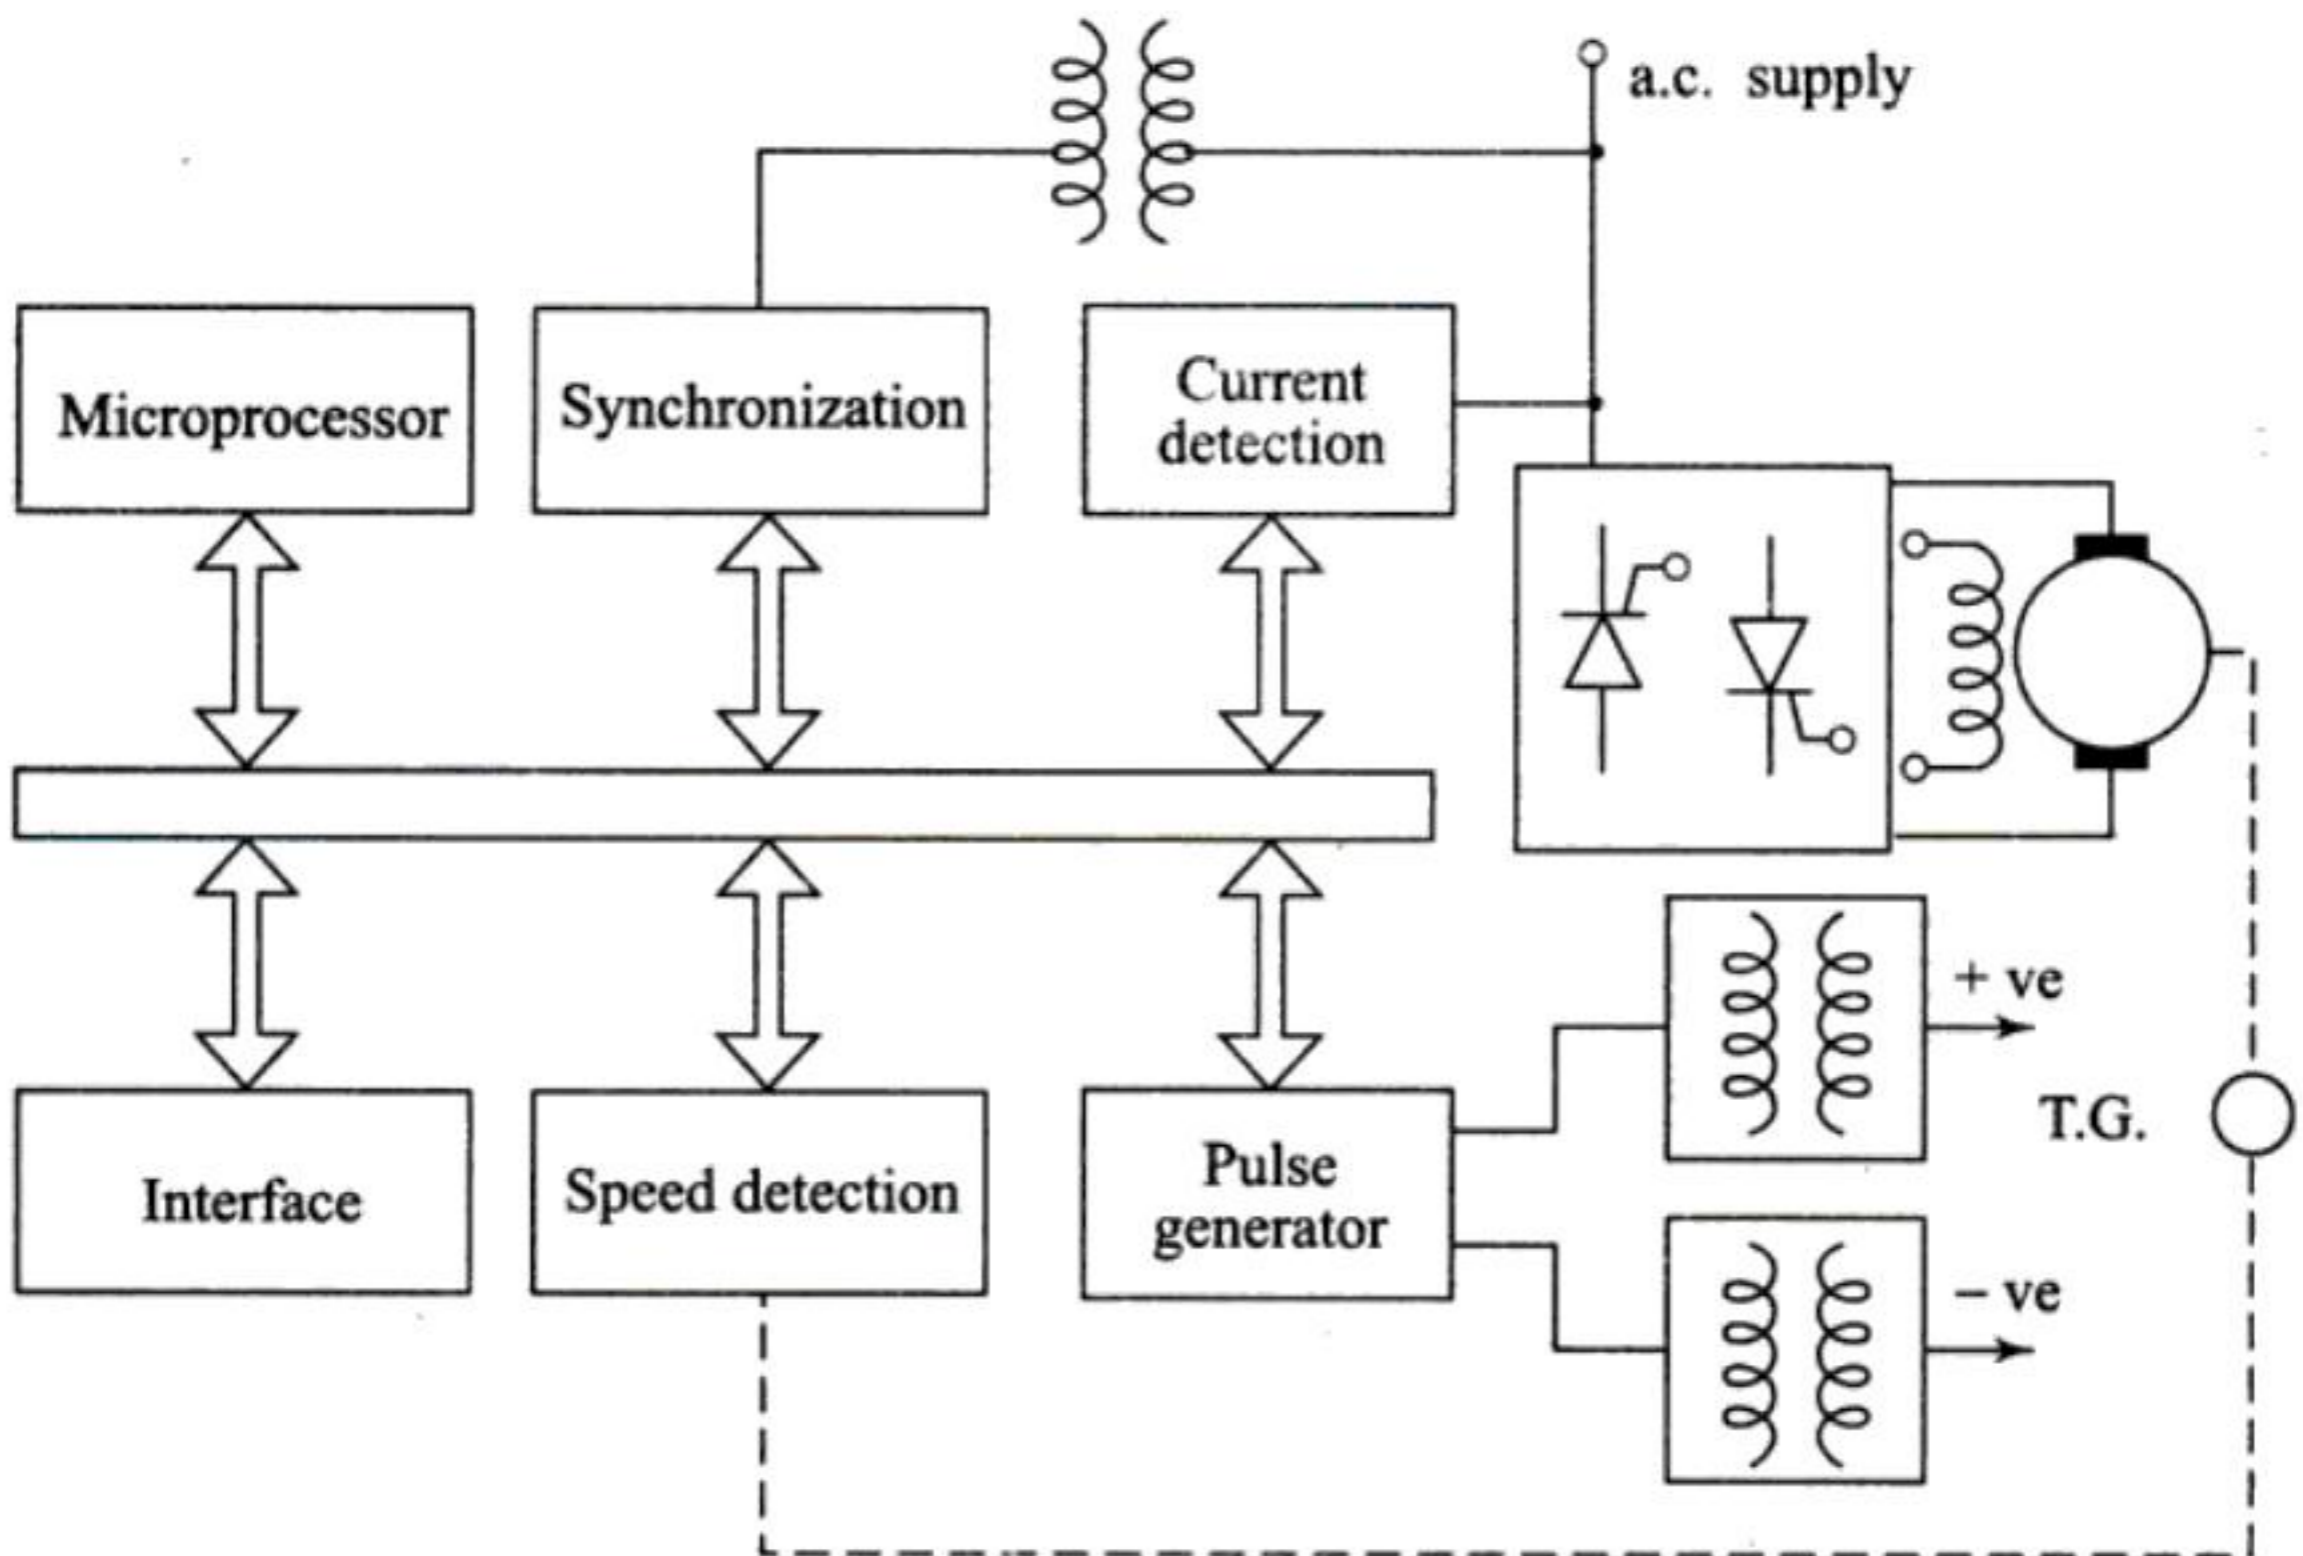 a.c. supply
Microprocessor
Synchronization
Current
detection
+ ve
T.G.
Interface
Speed detection
Pulse
generator
– ve